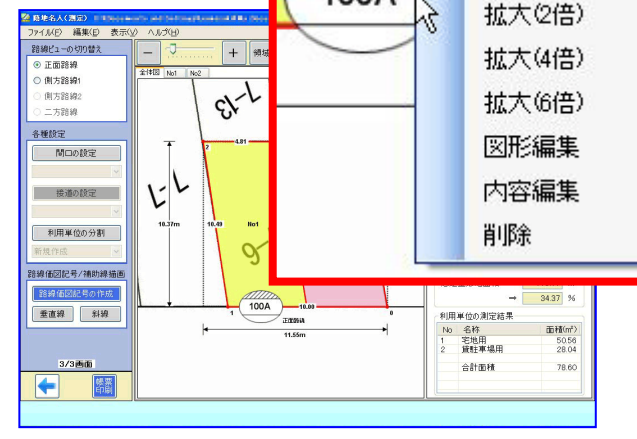 路地名人(測定)
ファイル(F) 編集(E) 表示(V) ヘルプ(H)
路線ビューの切り替え
正面路線
側方路線1
側方路線2
二方路線
各種設定
間口の設定
接道の設定
利用単位の分割
新規作成
路線価図記号/補助線描画
路線価図記号の作成
垂直線 斜線
3/3画面
帳票
印刷
− + 領域
全体図 No1 No2
7-13
8-L
7-L
2
4.81
10.37m
10.49
No1
6-
1
100A
10.00
0
正面路線
11.55m
100A
拡大(2倍)
拡大(4倍)
拡大(6倍)
図形編集
内容編集
削除
⇒ 34.37 %
利用単位の測定結果
No 名称 面積(㎡)
1 宅地用 50.56
2 貸駐車場用 28.04
合計面積 78.60